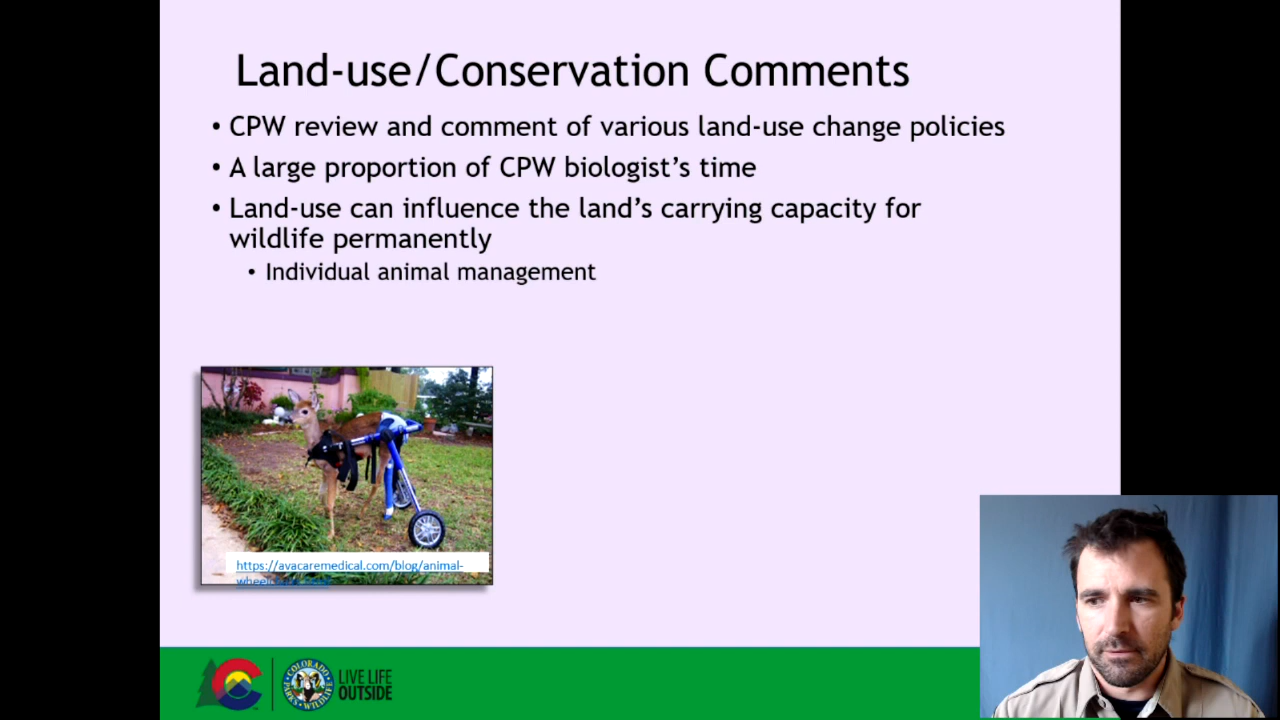 Land-use/Conservation Comments
• CPW review and comment of various land-use change policies
• A large proportion of CPW biologist’s time
• Land-use can influence the land’s carrying capacity for
wildlife permanently
• Individual animal management
https://avacaremedical.com/blog/animal-
COLORADO
PARKS
WILDLIFE
LIVE LIFE
OUTSIDE